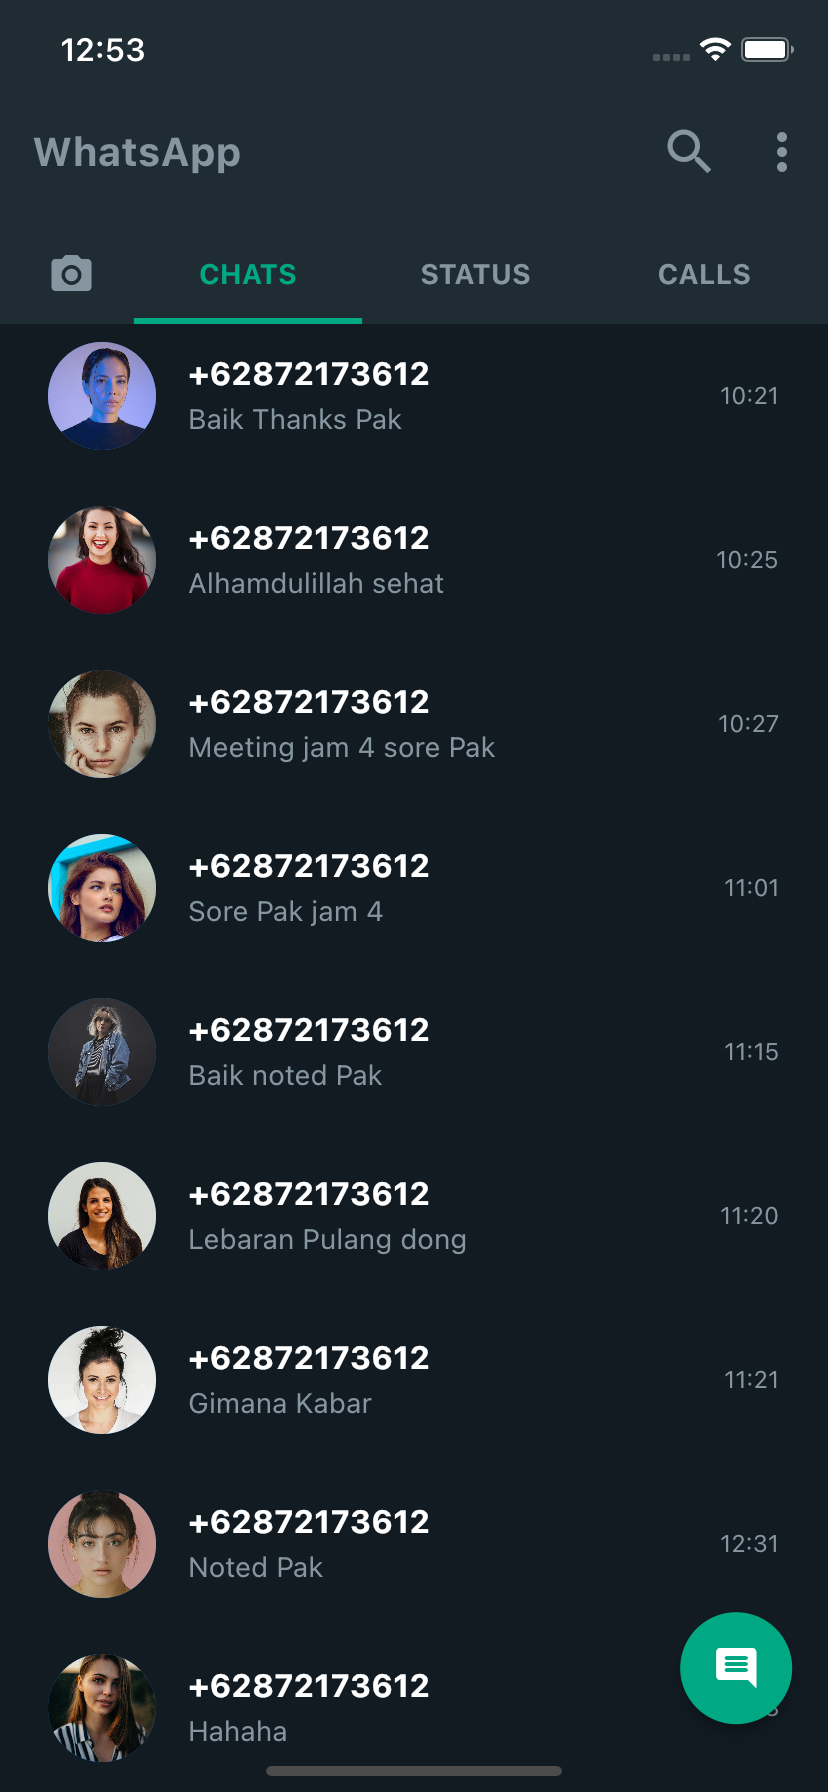 12:53
WhatsApp
CHATS STATUS CALLS
+62872173612
Baik Thanks Pak
10:21
+62872173612
Alhamdulillah sehat
10:25
+62872173612
Meeting jam 4 sore Pak
10:27
+62872173612
Sore Pak jam 4
11:01
+62872173612
Baik noted Pak
11:15
+62872173612
Lebaran Pulang dong
11:20
+62872173612
Gimana Kabar
11:21
+62872173612
Noted Pak
12:31
+62872173612
Hahaha